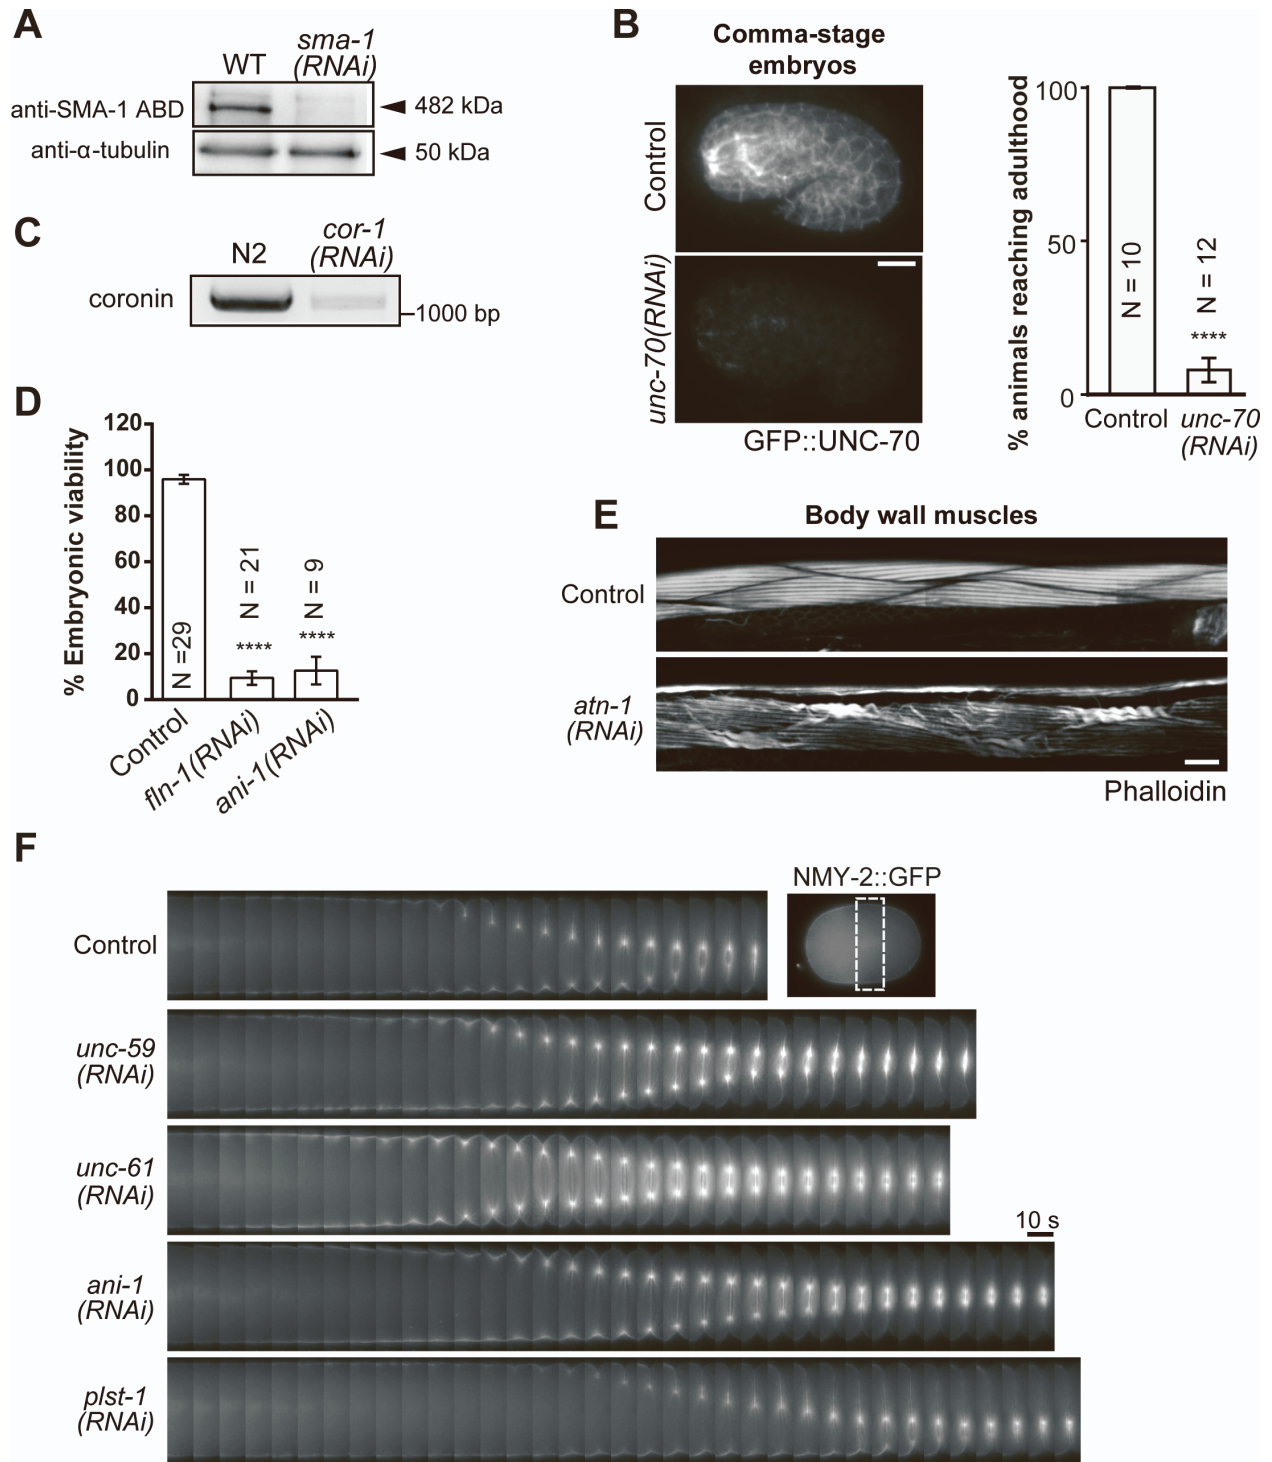 A
WT
sma-1
(RNAi)
anti-SMA-1 ABD
482 kDa
anti-α-tubulin
50 kDa
B
Comma-stage
embryos
Control
unc-70(RNAi)
GFP::UNC-70
% animals reaching adulthood
100
50
0
N = 10
N = 12
****
Control
unc-70
(RNAi)
C
N2
cor-1
(RNAi)
coronin
1000 bp
D
% Embryonic viability
120
100
80
60
40
20
0
N =29
N = 21
N = 9
****
****
Control
fln-1(RNAi)
ani-1(RNAi)
E
Body wall muscles
Control
atn-1
(RNAi)
Phalloidin
F
NMY-2::GFP
Control
unc-59
(RNAi)
unc-61
(RNAi)
10 s
ani-1
(RNAi)
plst-1
(RNAi)